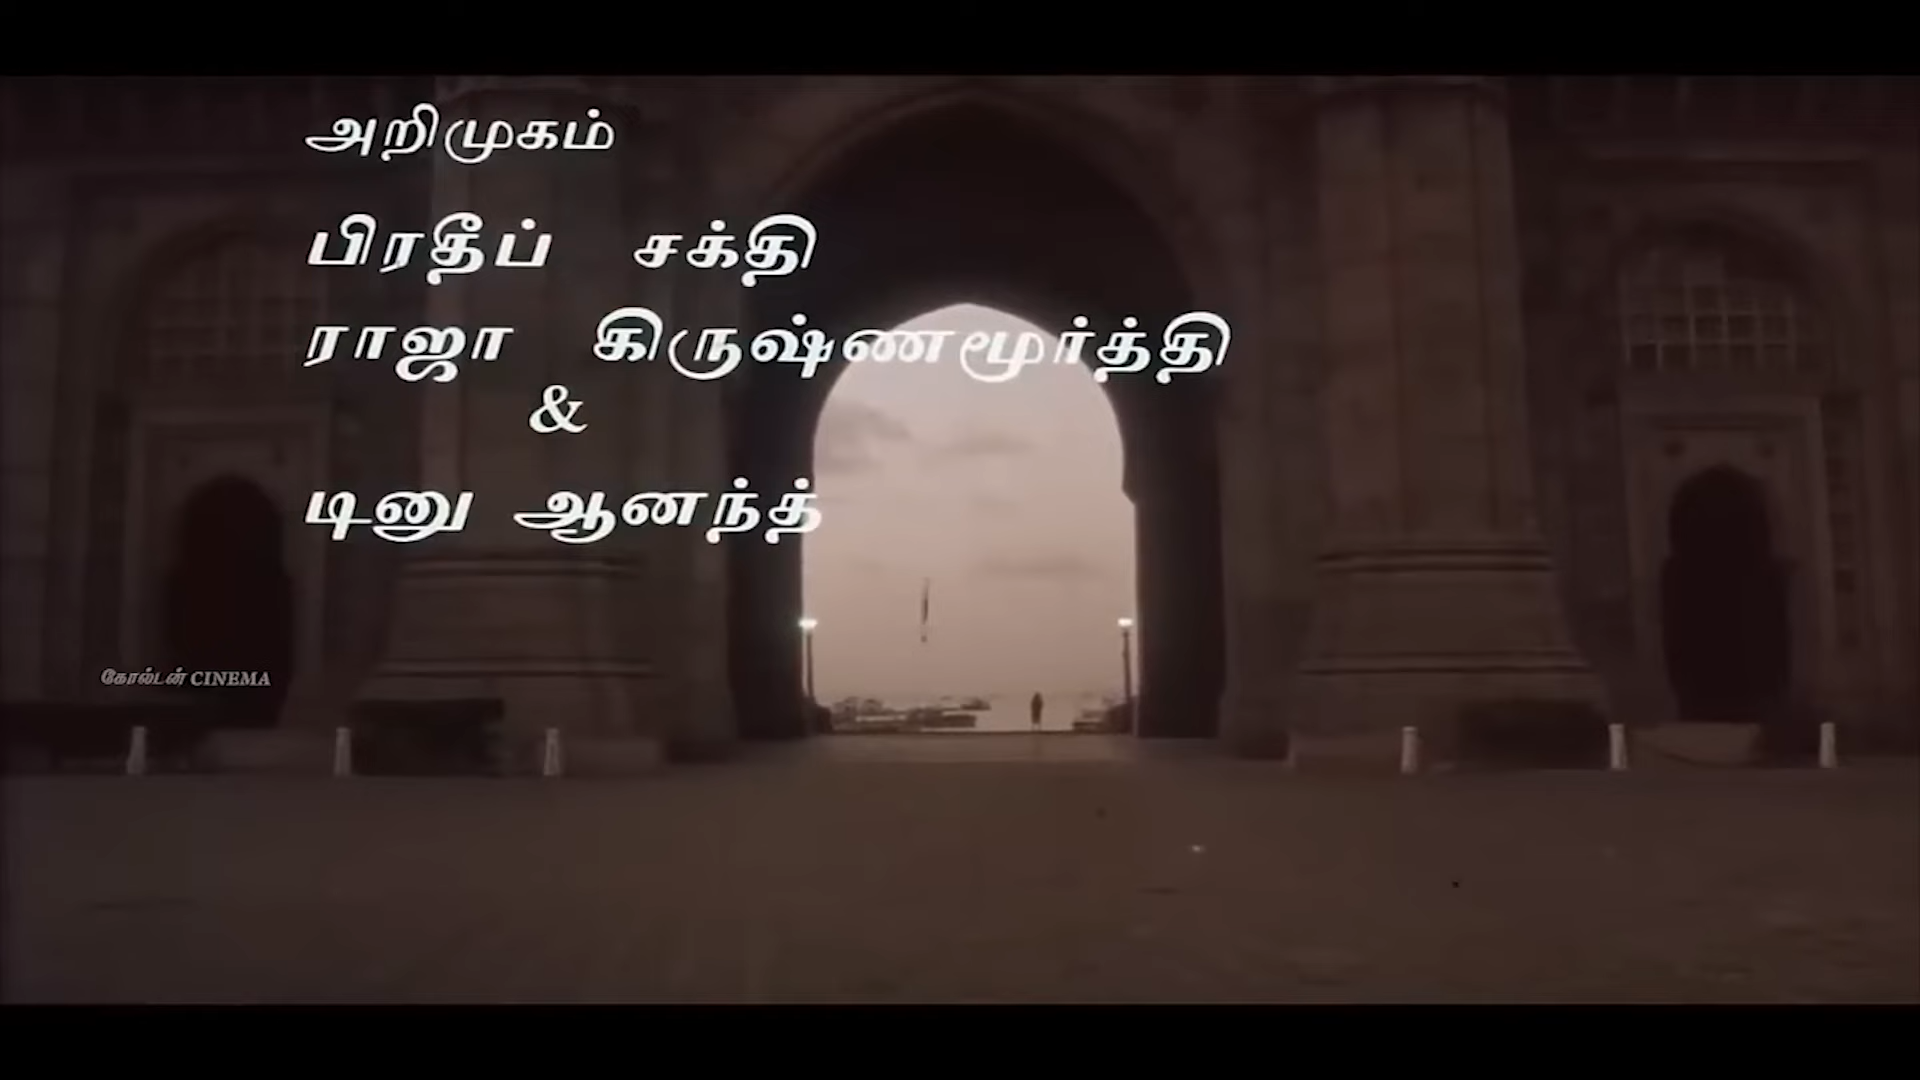 அறிமுகம்
பிரதீப் சக்தி
ராஜா கிருஷ்ணமூர்த்தி
&
டினு ஆனந்த்
கோல்டன் CINEMA